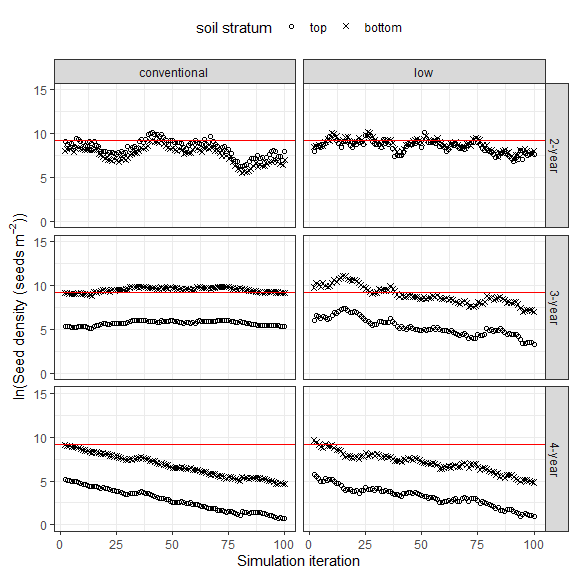 soil stratum ○ top × bottom
conventional low
15
10
5
0
2-year
15
10
5
0
3-year
15
10
5
0
4-year
ln(Seed density (seeds m⁻²))
0 25 50 75 100 0 25 50 75 100
Simulation iteration